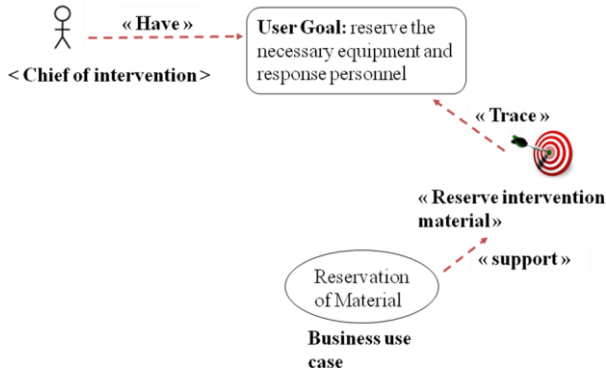 « Have »
User Goal: reserve the
necessary equipment and
response personnel
< Chief of intervention >
« Trace »
« Reserve intervention
material »
« support »
Reservation
of Material
Business use
case